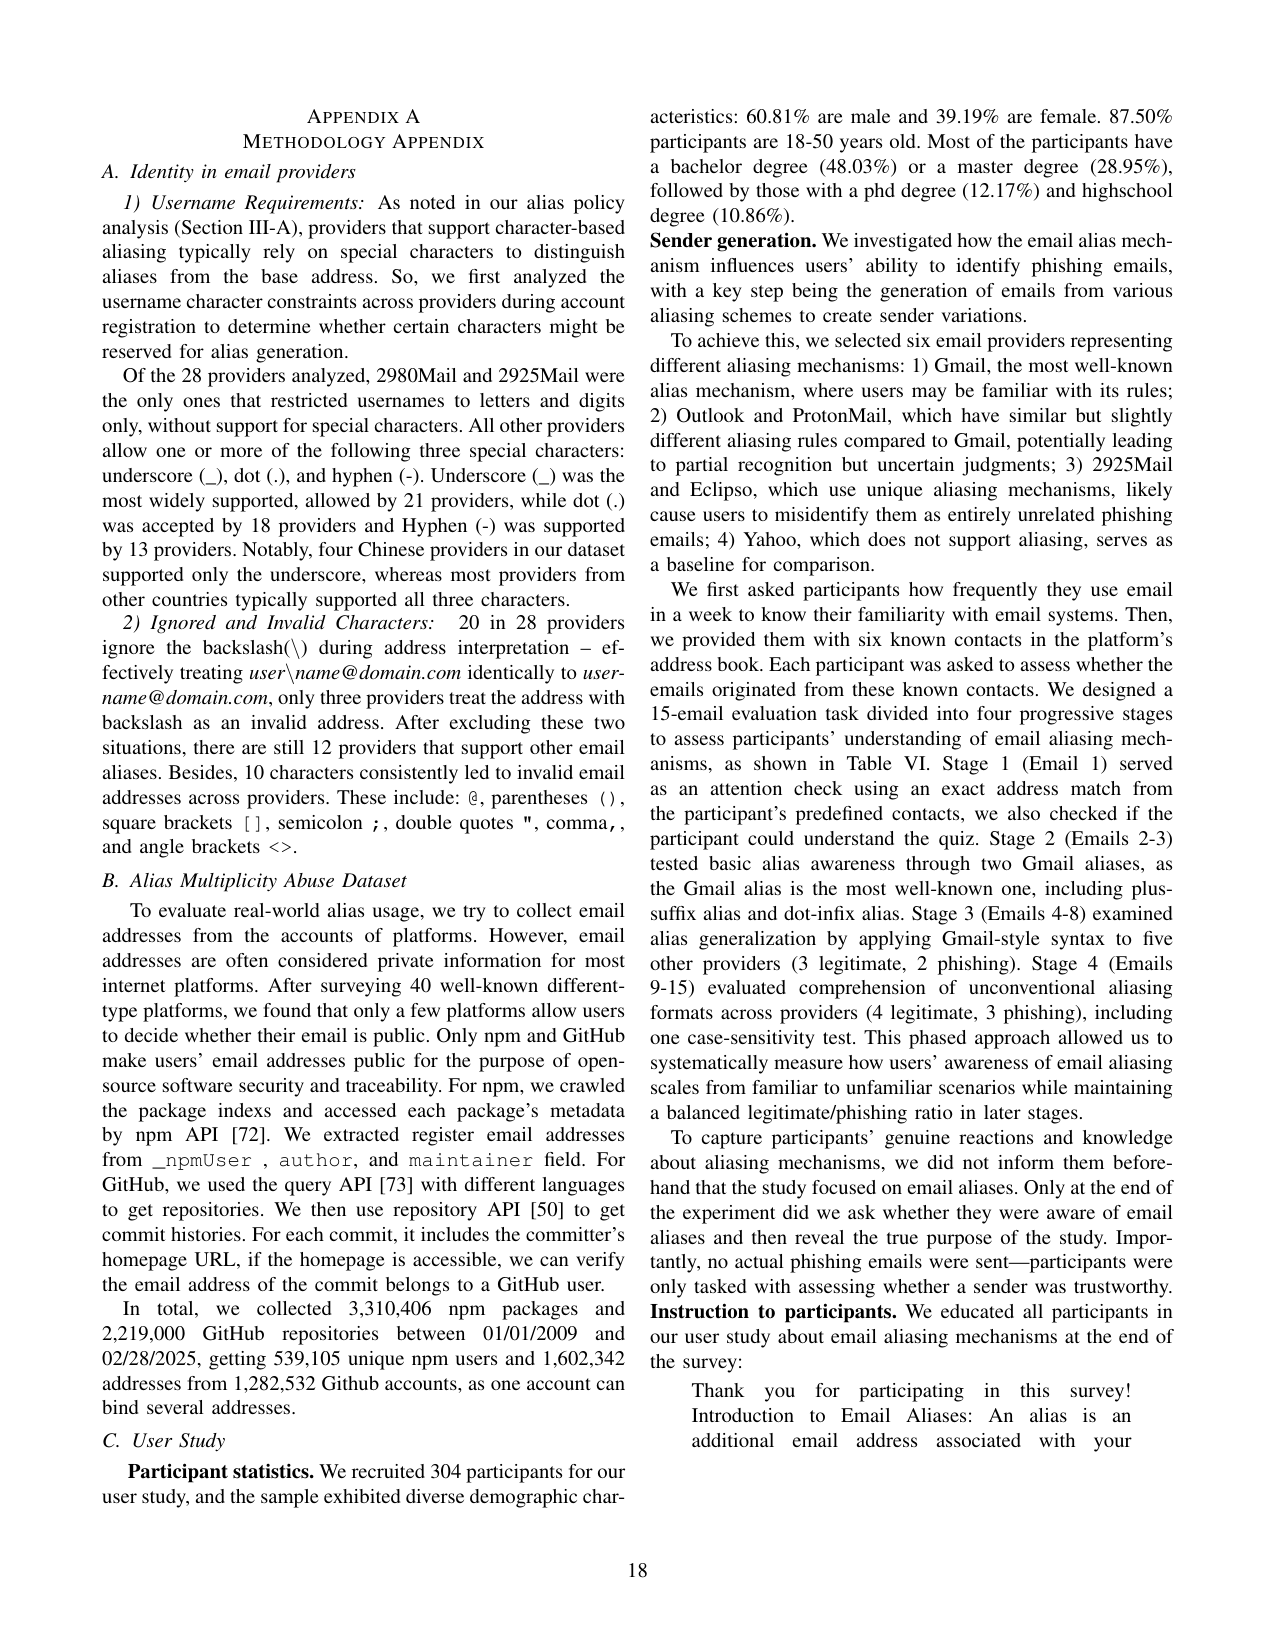 APPENDIX A
METHODOLOGY APPENDIX
A. Identity in email providers
1) Username Requirements: As noted in our alias policy
analysis (Section III-A), providers that support character-based
aliasing typically rely on special characters to distinguish
aliases from the base address. So, we first analyzed the
username character constraints across providers during account
registration to determine whether certain characters might be
reserved for alias generation.
Of the 28 providers analyzed, 2980Mail and 2925Mail were
the only ones that restricted usernames to letters and digits
only, without support for special characters. All other providers
allow one or more of the following three special characters:
underscore (_), dot (.), and hyphen (-). Underscore (_) was the
most widely supported, allowed by 21 providers, while dot (.)
was accepted by 18 providers and Hyphen (-) was supported
by 13 providers. Notably, four Chinese providers in our dataset
supported only the underscore, whereas most providers from
other countries typically supported all three characters.
2) Ignored and Invalid Characters: 20 in 28 providers
ignore the backslash(\) during address interpretation – ef-
fectively treating user\name@domain.com identically to user-
name@domain.com, only three providers treat the address with
backslash as an invalid address. After excluding these two
situations, there are still 12 providers that support other email
aliases. Besides, 10 characters consistently led to invalid email
addresses across providers. These include: @, parentheses (),
square brackets [], semicolon ;, double quotes ", comma,,
and angle brackets <>.
B. Alias Multiplicity Abuse Dataset
To evaluate real-world alias usage, we try to collect email
addresses from the accounts of platforms. However, email
addresses are often considered private information for most
internet platforms. After surveying 40 well-known different-
type platforms, we found that only a few platforms allow users
to decide whether their email is public. Only npm and GitHub
make users' email addresses public for the purpose of open-
source software security and traceability. For npm, we crawled
the package indexs and accessed each package's metadata
by npm API [72]. We extracted register email addresses
from _npmUser , author, and maintainer field. For
GitHub, we used the query API [73] with different languages
to get repositories. We then use repository API [50] to get
commit histories. For each commit, it includes the committer's
homepage URL, if the homepage is accessible, we can verify
the email address of the commit belongs to a GitHub user.
In total, we collected 3,310,406 npm packages and
2,219,000 GitHub repositories between 01/01/2009 and
02/28/2025, getting 539,105 unique npm users and 1,602,342
addresses from 1,282,532 Github accounts, as one account can
bind several addresses.
C. User Study
Participant statistics. We recruited 304 participants for our
user study, and the sample exhibited diverse demographic char-
acteristics: 60.81% are male and 39.19% are female. 87.50%
participants are 18-50 years old. Most of the participants have
a bachelor degree (48.03%) or a master degree (28.95%),
followed by those with a phd degree (12.17%) and highschool
degree (10.86%).
Sender generation. We investigated how the email alias mech-
anism influences users' ability to identify phishing emails,
with a key step being the generation of emails from various
aliasing schemes to create sender variations.
To achieve this, we selected six email providers representing
different aliasing mechanisms: 1) Gmail, the most well-known
alias mechanism, where users may be familiar with its rules;
2) Outlook and ProtonMail, which have similar but slightly
different aliasing rules compared to Gmail, potentially leading
to partial recognition but uncertain judgments; 3) 2925Mail
and Eclipso, which use unique aliasing mechanisms, likely
cause users to misidentify them as entirely unrelated phishing
emails; 4) Yahoo, which does not support aliasing, serves as
a baseline for comparison.
We first asked participants how frequently they use email
in a week to know their familiarity with email systems. Then,
we provided them with six known contacts in the platform's
address book. Each participant was asked to assess whether the
emails originated from these known contacts. We designed a
15-email evaluation task divided into four progressive stages
to assess participants' understanding of email aliasing mech-
anisms, as shown in Table VI. Stage 1 (Email 1) served
as an attention check using an exact address match from
the participant's predefined contacts, we also checked if the
participant could understand the quiz. Stage 2 (Emails 2-3)
tested basic alias awareness through two Gmail aliases, as
the Gmail alias is the most well-known one, including plus-
suffix alias and dot-infix alias. Stage 3 (Emails 4-8) examined
alias generalization by applying Gmail-style syntax to five
other providers (3 legitimate, 2 phishing). Stage 4 (Emails
9-15) evaluated comprehension of unconventional aliasing
formats across providers (4 legitimate, 3 phishing), including
one case-sensitivity test. This phased approach allowed us to
systematically measure how users' awareness of email aliasing
scales from familiar to unfamiliar scenarios while maintaining
a balanced legitimate/phishing ratio in later stages.
To capture participants' genuine reactions and knowledge
about aliasing mechanisms, we did not inform them before-
hand that the study focused on email aliases. Only at the end of
the experiment did we ask whether they were aware of email
aliases and then reveal the true purpose of the study. Impor-
tantly, no actual phishing emails were sent—participants were
only tasked with assessing whether a sender was trustworthy.
Instruction to participants. We educated all participants in
our user study about email aliasing mechanisms at the end of
the survey:
Thank you for participating in this survey!
Introduction to Email Aliases: An alias is an
additional email address associated with your
18